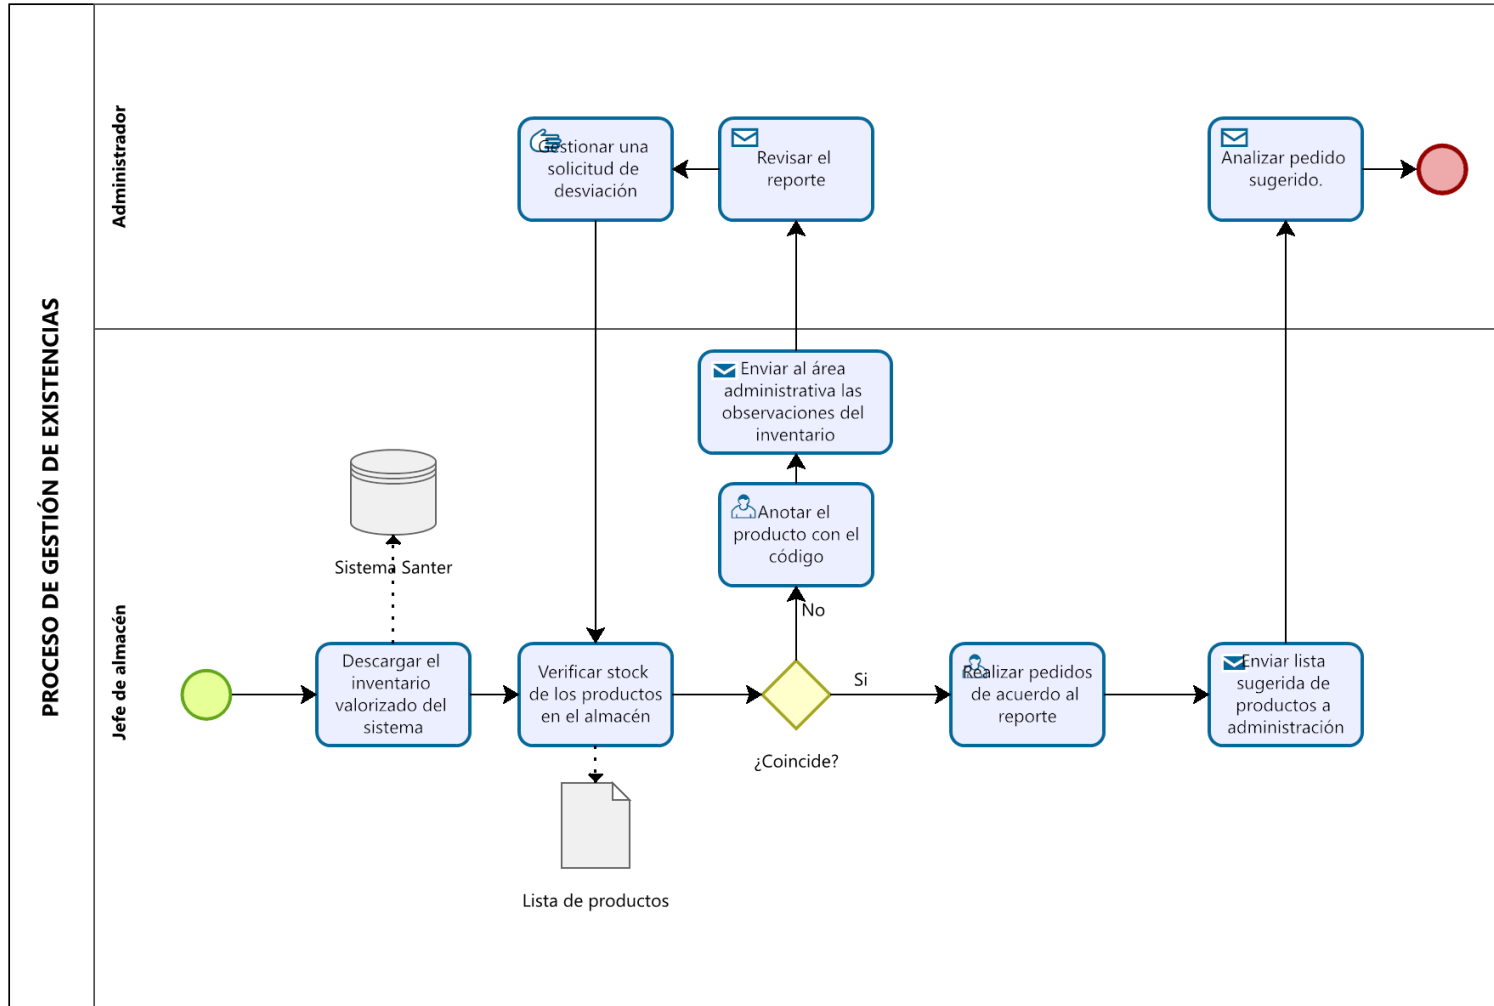 PROCESO DE GESTIÓN DE EXISTENCIAS
Administrador
Gestionar una
solicitud de
desviación
Revisar el
reporte
Analizar pedido
sugerido.
Jefe de almacén
Enviar al área
administrativa las
observaciones del
inventario
Anotar el
producto con el
código
Sistema Santer
No
Descargar el
inventario
valorizado del
sistema
Verificar stock
de los productos
en el almacén
¿Coincide?
Si
Realizar pedidos
de acuerdo al
reporte
Enviar lista
sugerida de
productos a
administración
Lista de productos